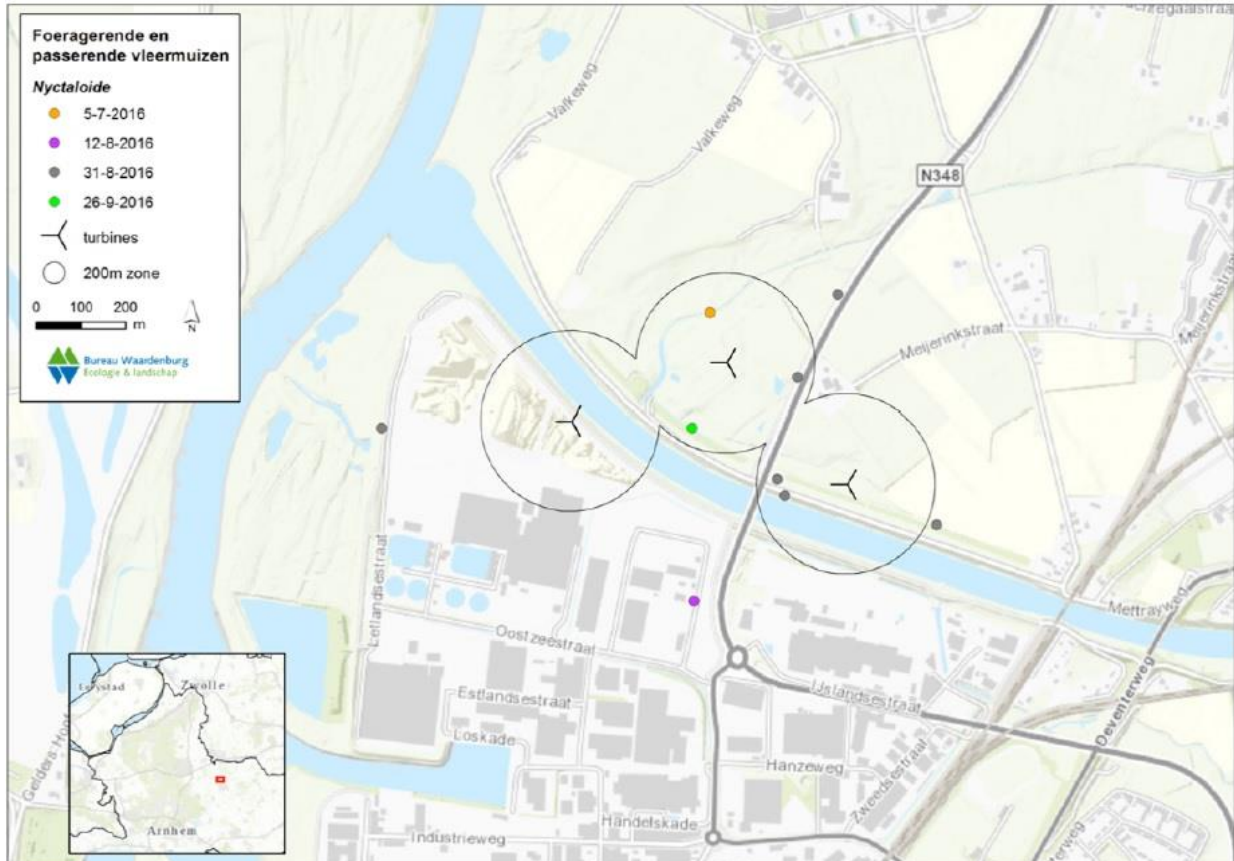 Foeragerende en
passerende vleermuizen
Nyctaloide
5-7-2016
12-8-2016
31-8-2016
26-9-2016
turbines
200m zone
0 100 200
m
N
Bureau Waardenburg
Ecologie & landschap
Valkeweg
Valkeweg
N348
Meijerinkstraat
Meijerinkstraat
Letlandsestraat
Oostzeestraat
Estlandsestraat
Loskade
IJslandsestraat
Mettrayweg
Deventerweg
Hanzeweg
Zweedsestraat
Handelskade
Industrieweg
Lelystad
Zwolle
Arnhem